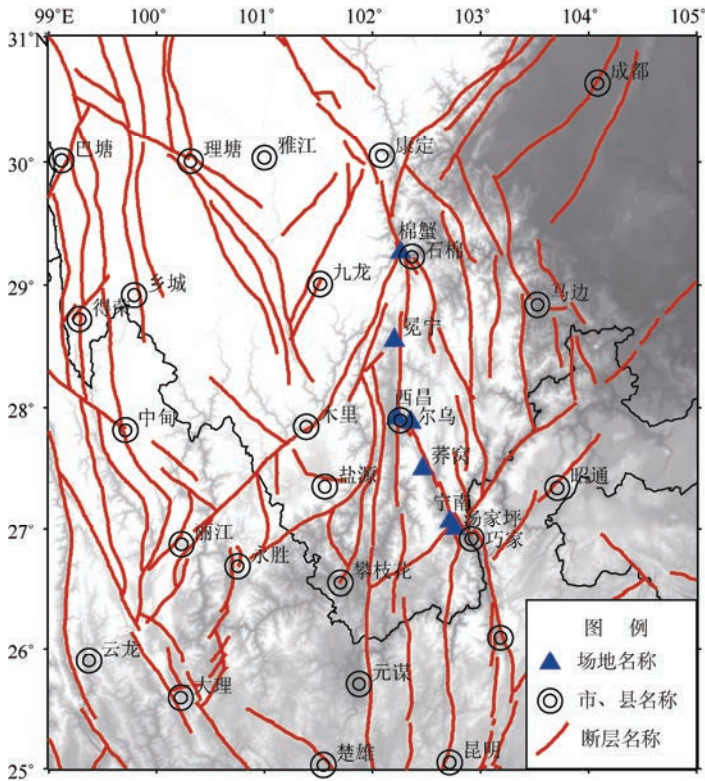 99°E
100°
101°
102°
103°
104°
105°
31°N
成都
巴塘
理塘
雅江
康定
30°
棉蟹
石棉
九龙
29°
乡城
马边
得荣
冕宁
28°
西昌
尔乌
中甸
木里
荞窝
盐源
昭通
宁南
27°
杨家坪
丽江
巧家
永胜
攀枝花
26°
云龙
元谋
大理
楚雄
昆明
25°
图 例
场地名称
市、县名称
断层名称